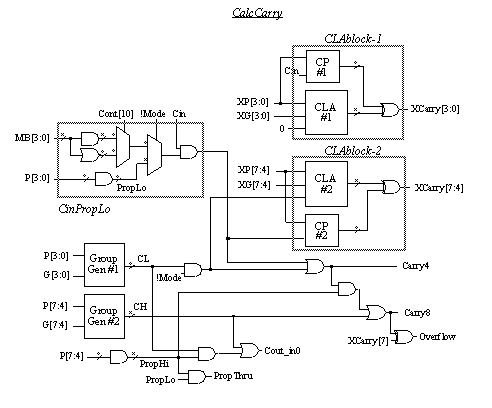 CalcCarry
CLAblock-1
CP
#1
Cin
XP[3:0]
XG[3:0]
CLA
#1
0
XCarry[3:0]
Cont[10]
!Mode
Cin
MB[3:0]
P[3:0]
PropLo
CinPropLo
CLAblock-2
XP[7:4]
XG[7:4]
CLA
#2
CP
#2
XCarry[7:4]
P[3:0]
G[3:0]
Group
Gen#1
CL
!Mode
Carry4
P[7:4]
G[7:4]
Group
Gen#2
CH
Carry8
XCarry[7]
Overflow
P[7:4]
PropHi
Cout_in0
PropLo
PropThru